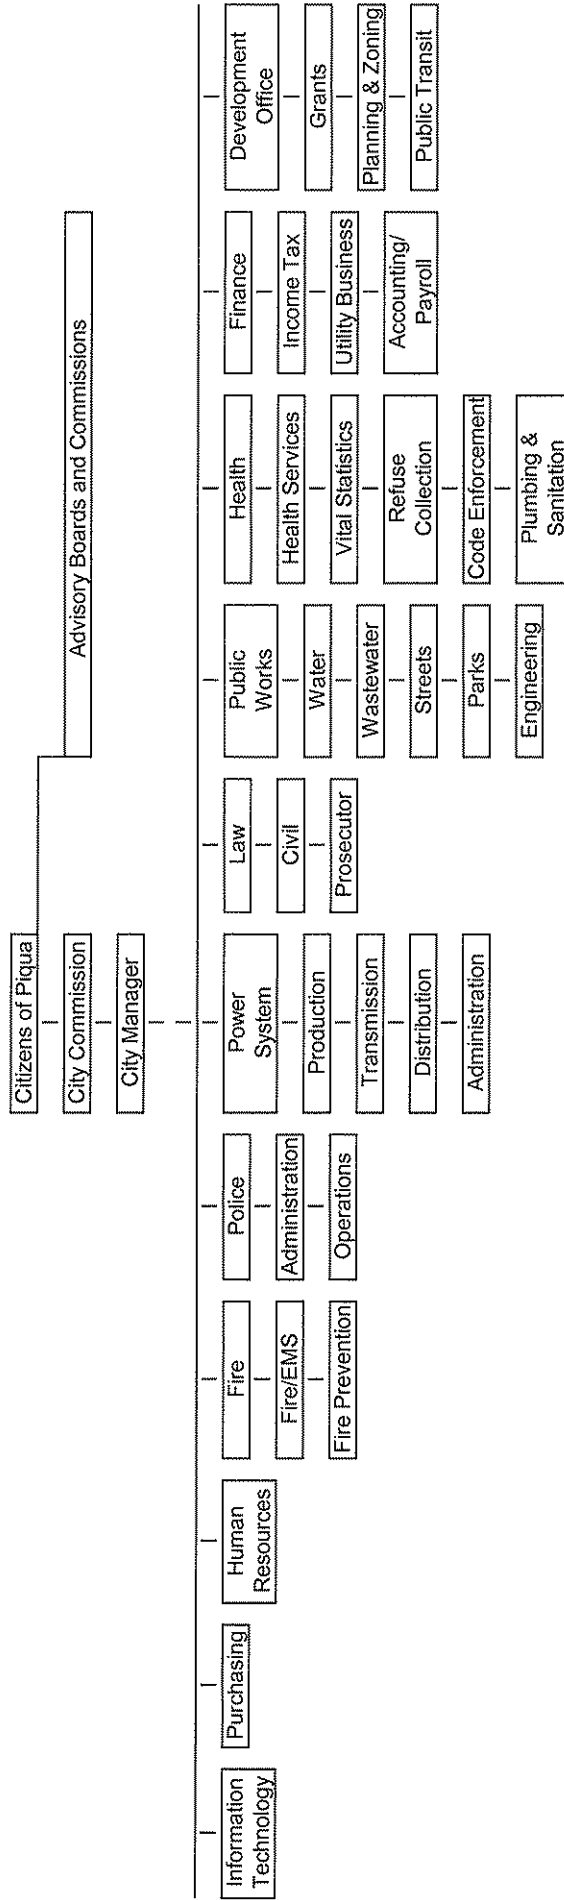 Citizens of Piqua
Advisory Boards and Commissions
City Commission
City Manager
Information
Technology
Purchasing
Human
Resources
Fire
Fire/EMS
Fire Prevention
Police
Administration
Operations
Power
System
Production
Transmission
Distribution
Administration
Law
Civil
Prosecutor
Public
Works
Water
Wastewater
Streets
Parks
Engineering
Health
Health Services
Vital Statistics
Refuse
Collection
Code Enforcement
Plumbing &
Sanitation
Finance
Income Tax
Utility Business
Accounting/
Payroll
Development
Office
Grants
Planning & Zoning
Public Transit